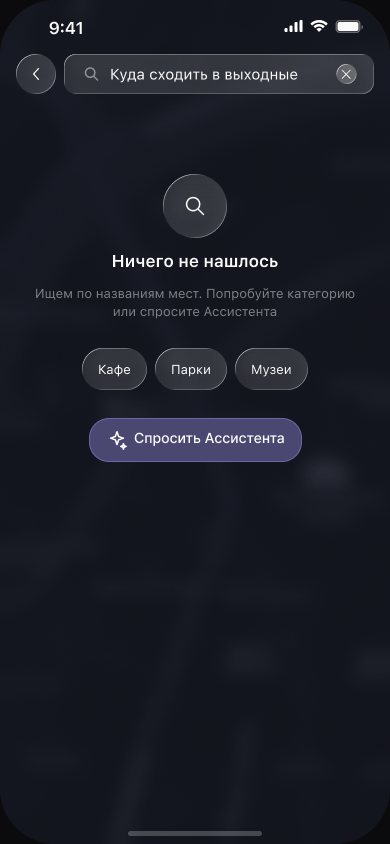 9:41
Куда сходить в выходные
Ничего не нашлось
Ищем по названиям мест. Попробуйте категорию
или спросите Ассистента
Кафе Парки Музеи
Спросить Ассистента